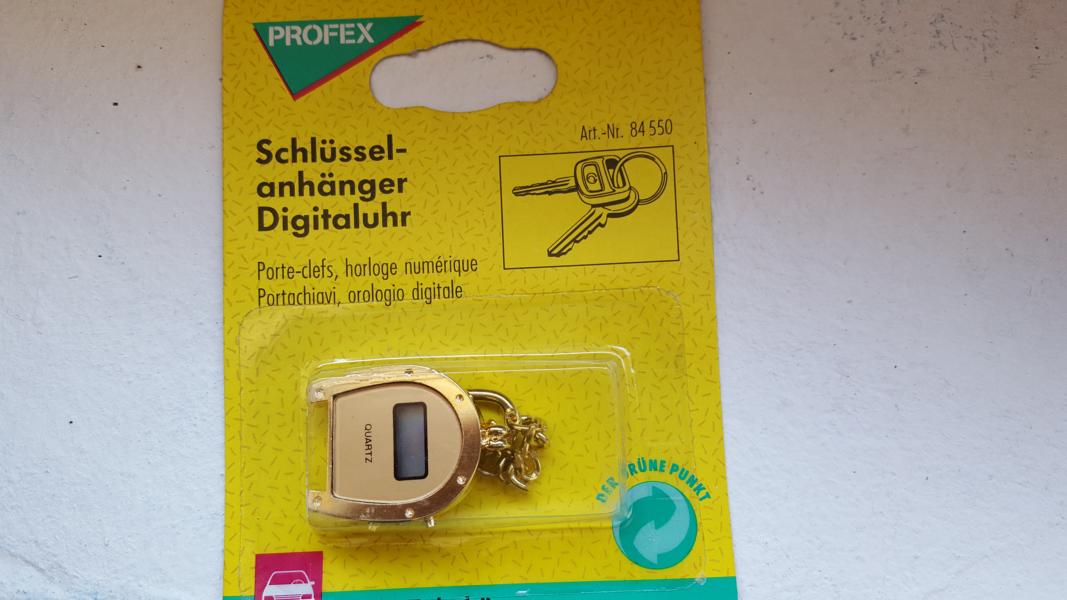 PROFEX
Art.-Nr. 84 550
Schlüssel-
anhänger
Digitaluhr
Porte-clefs, horloge numérique
Portachiavi, orologio digitale
QUARTZ
DER GRÜNE PUNKT